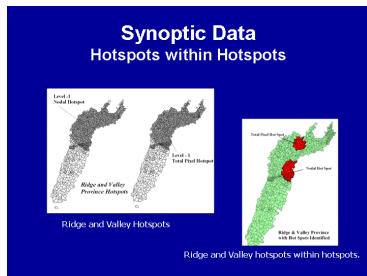 Synoptic Data
Hotspots within Hotspots
Level -1
Nodal Hotspot
Level - 1
Total Pixel Hotspot
Ridge and Valley
Province Hotspots
Total Pixel Hot Spot
Nodal Hot Spot
Ridge & Valley Province
with Hot Spots Identified
Ridge and Valley Hotspots
Ridge and Valley hotspots within hotspots.